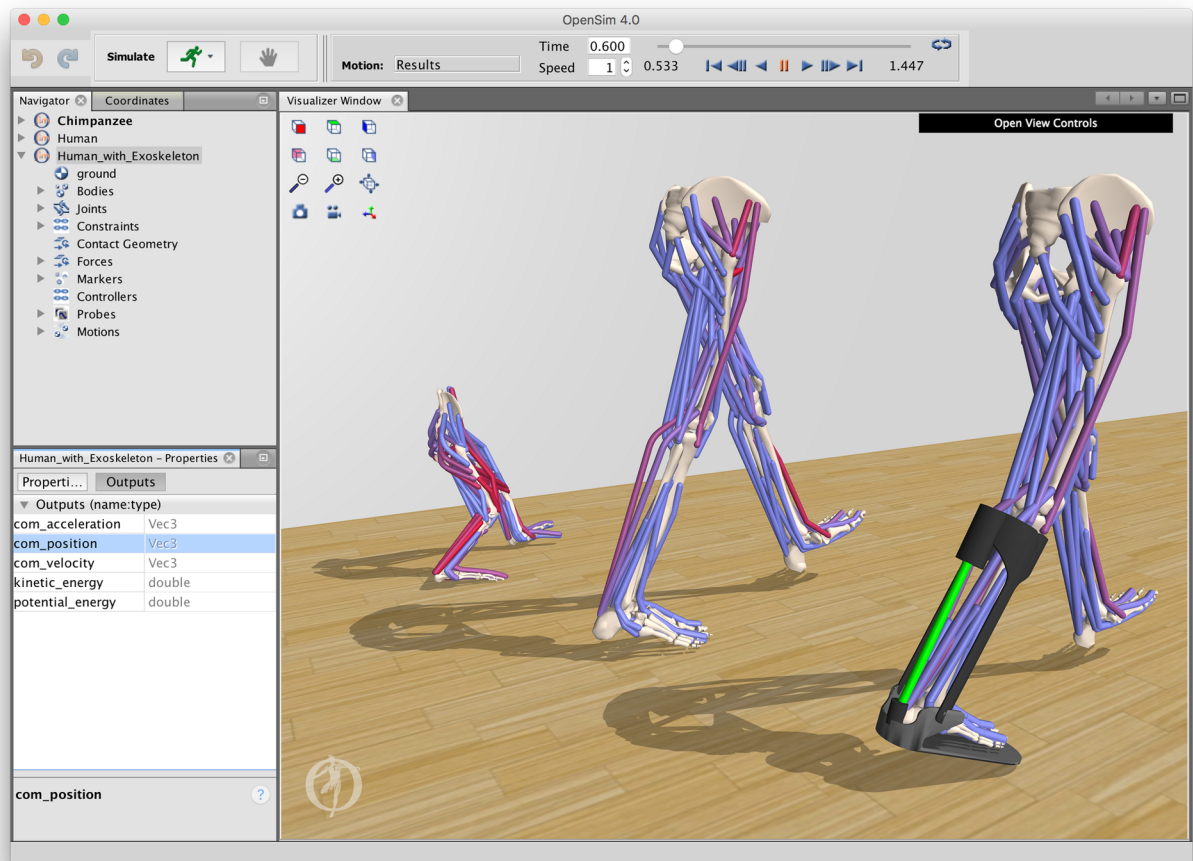 OpenSim 4.0
Simulate
Motion: Results
Time 0.600
Speed 1 0.533 1.447
Navigator Coordinates
Chimpanzee
Human
Human_with_Exoskeleton
ground
Bodies
Joints
Constraints
Contact Geometry
Forces
Markers
Controllers
Probes
Motions
Human_with_Exoskeleton – Properties
Properti... Outputs
Outputs (name:type)
com_acceleration Vec3
com_position Vec3
com_velocity Vec3
kinetic_energy double
potential_energy double
com_position ?
Visualizer Window
Open View Controls